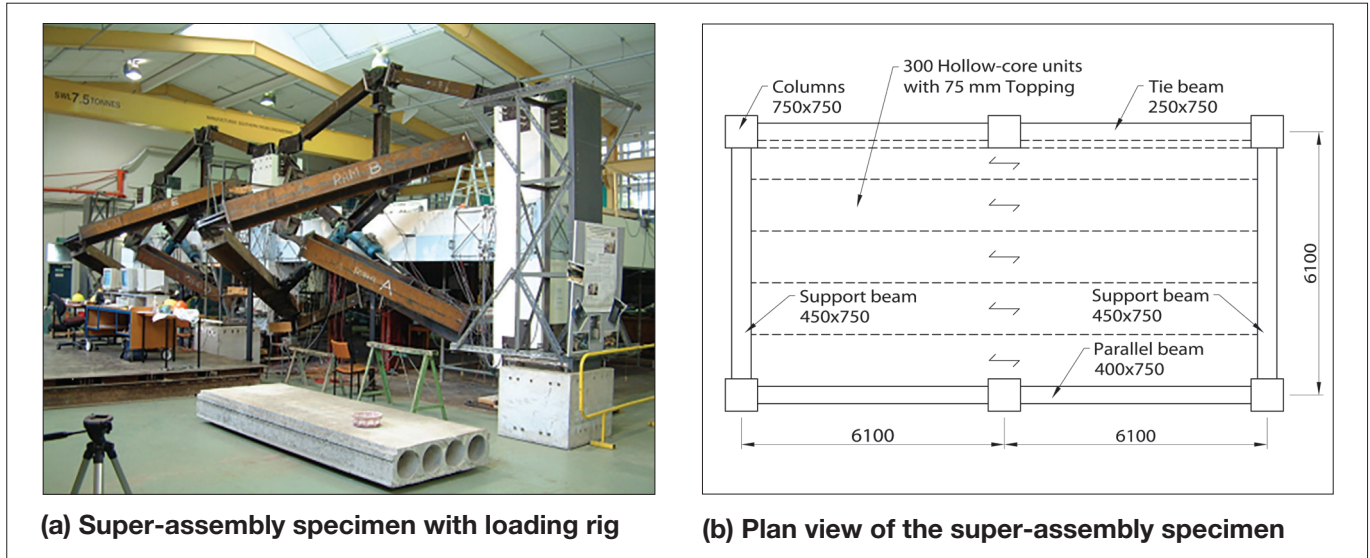 SWL 7.5 TONNES
RAM B
RAM E
A
300 Hollow-core units
with 75 mm Topping
Columns
750x750
Tie beam
250x750
Support beam
450x750
Support beam
450x750
Parallel beam
400x750
6100
6100
6100
(a) Super-assembly specimen with loading rig
(b) Plan view of the super-assembly specimen